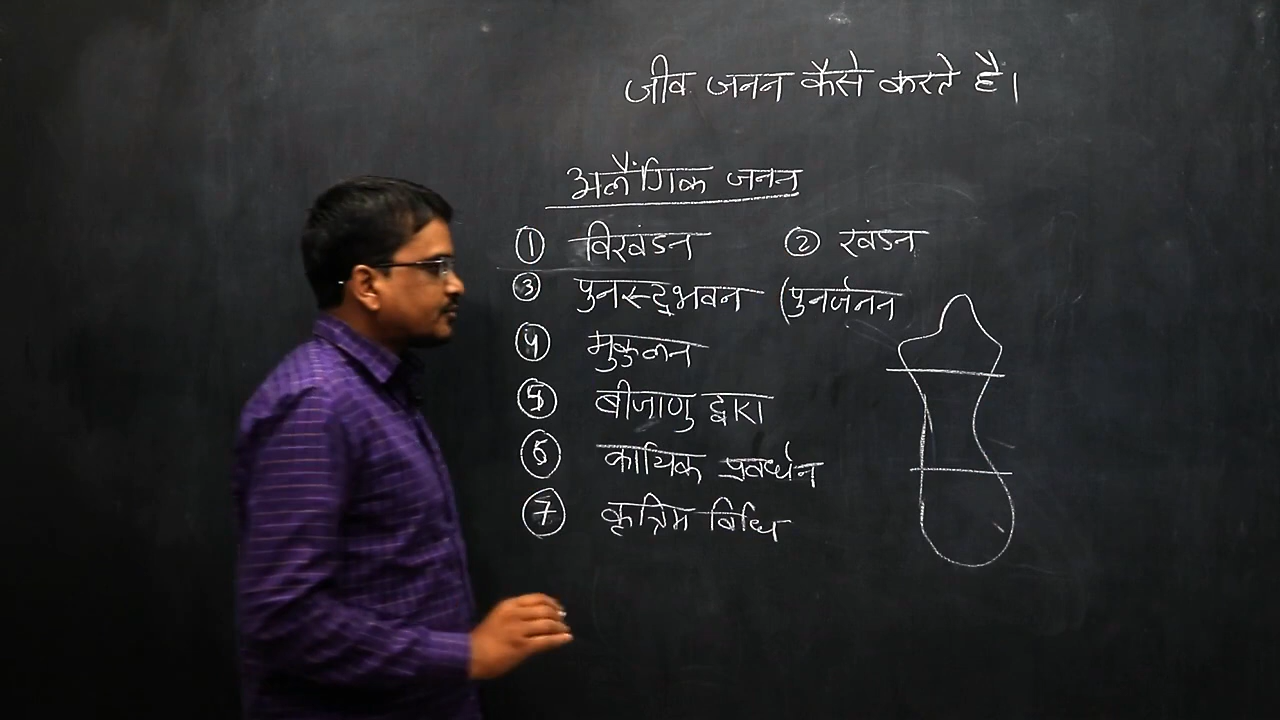 जीव जनन कैसे करते है।
अलैंगिक जनन
① विखंडन ② खंडन
③ पुनरूद्भवन (पुनर्जनन
④ मुकुलन
⑤ बीजाणु द्वारा
⑥ कायिक प्रवर्धन
⑦ कृत्रिम विधि